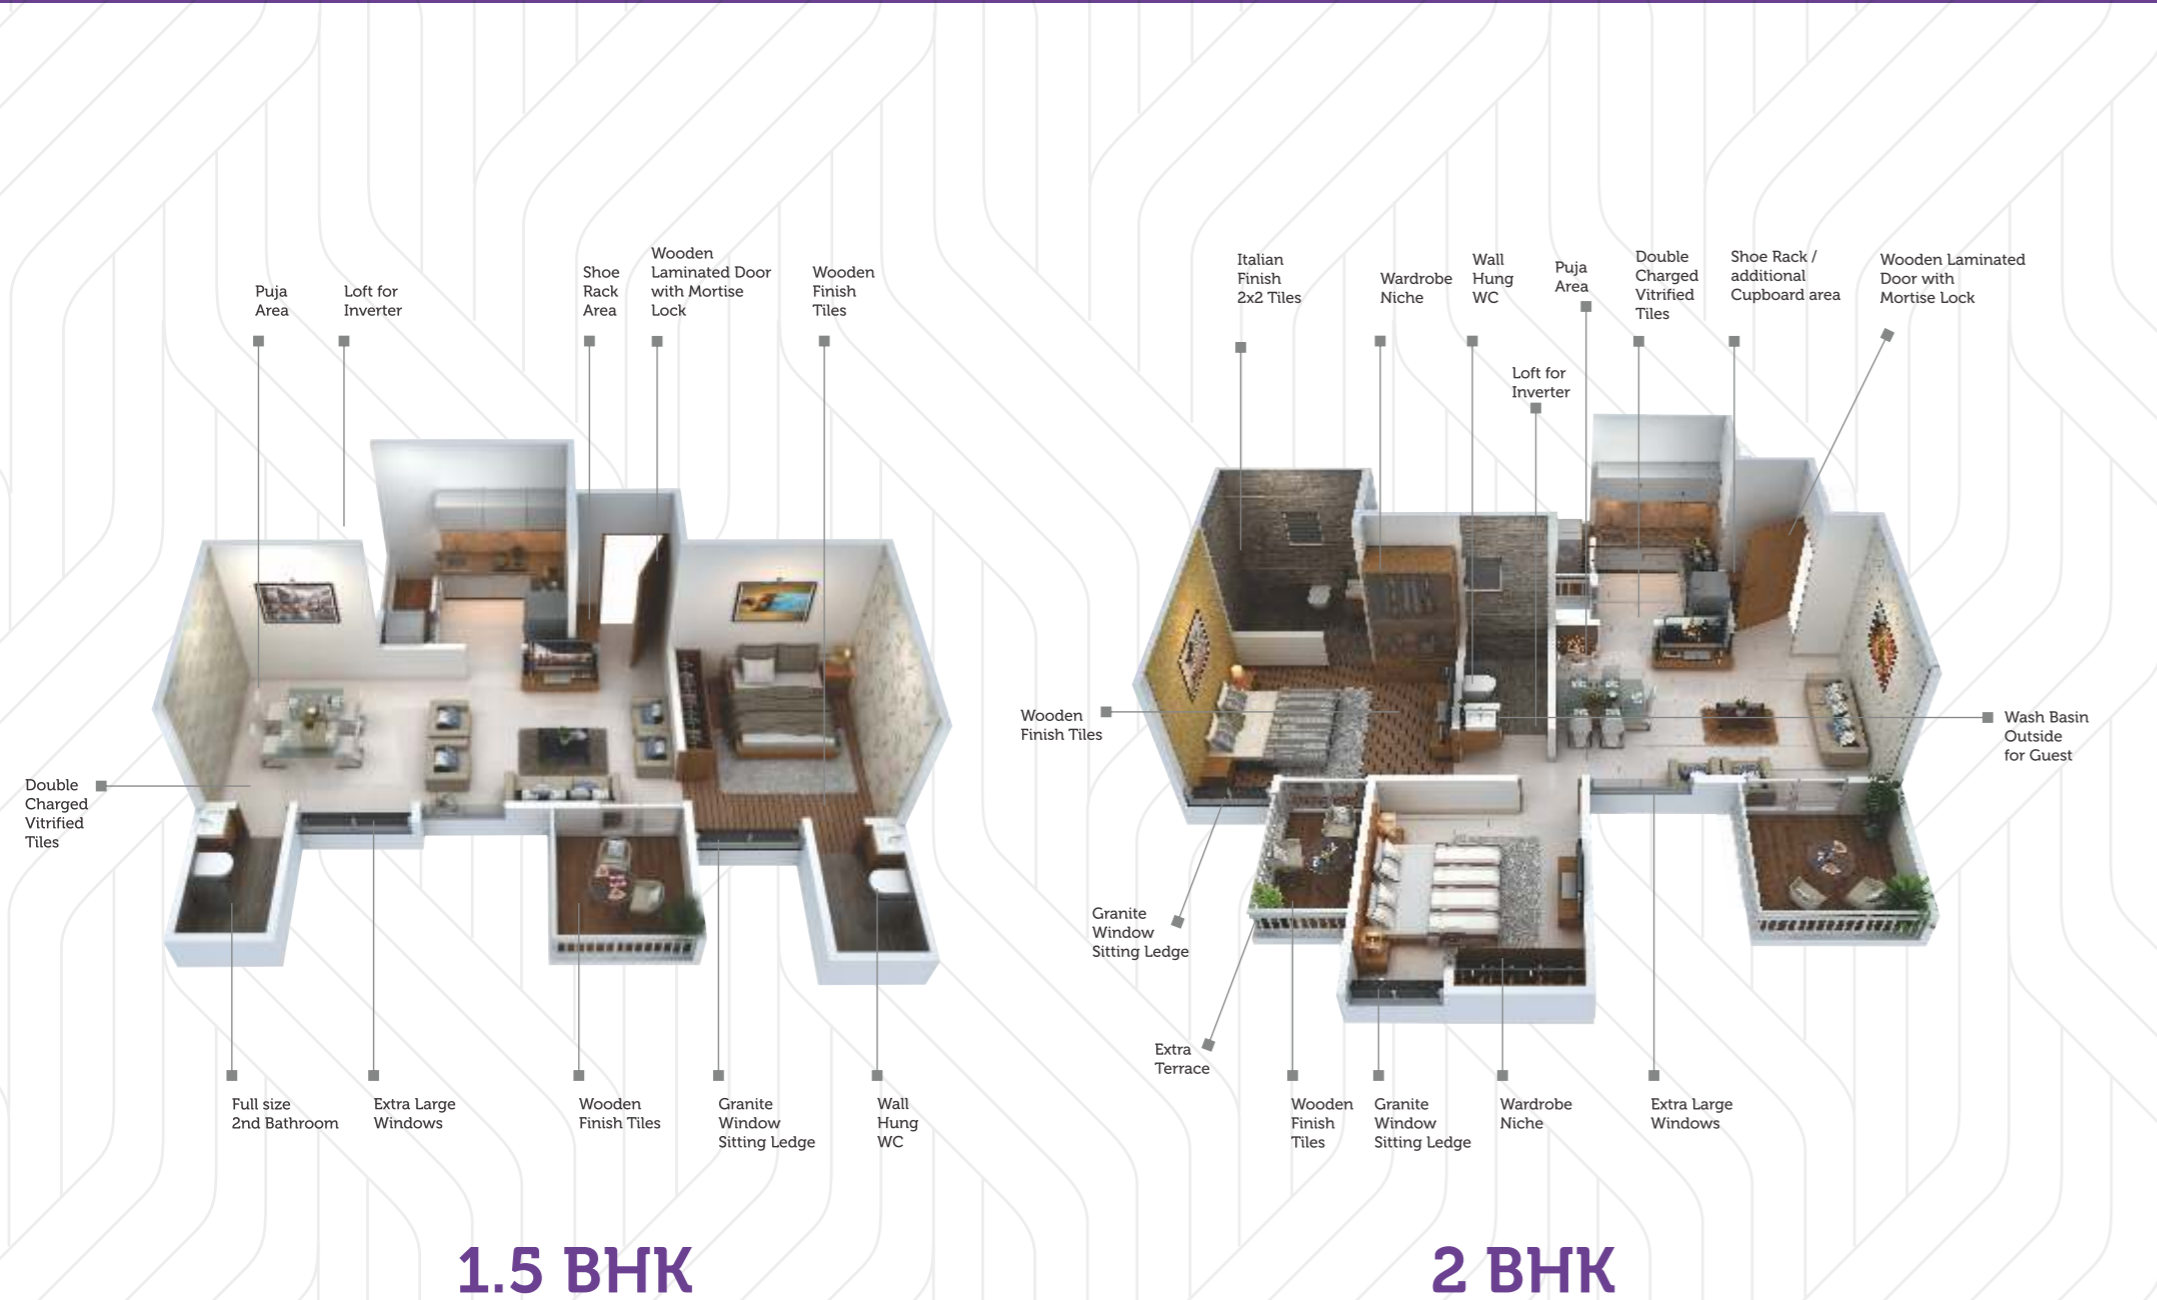 Puja
Area
Loft for
Inverter
Shoe
Rack
Area
Wooden
Laminated Door
with Mortise
Lock
Wooden
Finish
Tiles
Double
Charged
Vitrified
Tiles
Full size
2nd Bathroom
Extra Large
Windows
Wooden
Finish Tiles
Granite
Window
Sitting Ledge
Wall
Hung
WC
1.5 BHK
Italian
Finish
2x2 Tiles
Wardrobe
Niche
Wall
Hung
WC
Loft for
Inverter
Puja
Area
Double
Charged
Vitrified
Tiles
Shoe Rack /
additional
Cupboard area
Wooden Laminated
Door with
Mortise Lock
Wooden
Finish Tiles
Wash Basin
Outside
for Guest
Granite
Window
Sitting Ledge
Extra
Terrace
Wooden
Finish
Tiles
Granite
Window
Sitting Ledge
Wardrobe
Niche
Extra Large
Windows
2 BHK